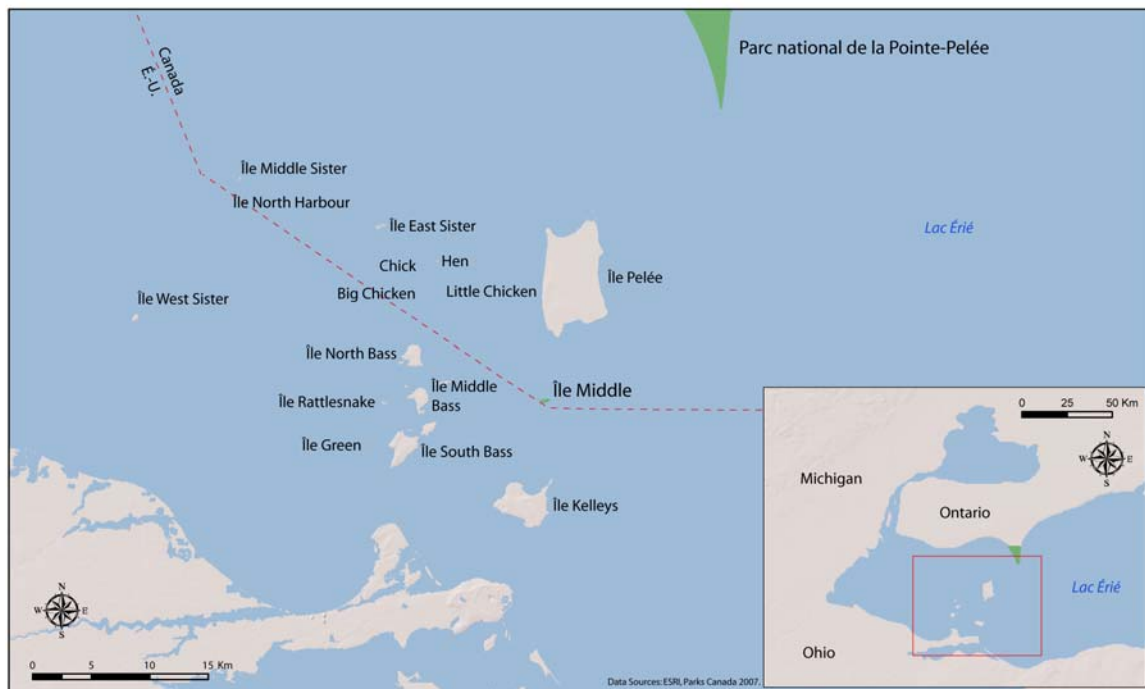 Parc national de la Pointe-Pelée
Canada
É.-U.
Île Middle Sister
Île North Harbour
Île East Sister
Lac Érié
Chick
Hen
Île Pelée
Île West Sister
Big Chicken
Little Chicken
Île North Bass
Île Middle
Bass
Île Middle
Île Rattlesnake
Île Green
Île South Bass
Île Kelleys
N
W
E
S
0 5 10 15 Km
Data Sources: ESRI, Parks Canada 2007.
0 25 50 Km
N
W
E
S
Michigan
Ontario
Lac Érié
Ohio